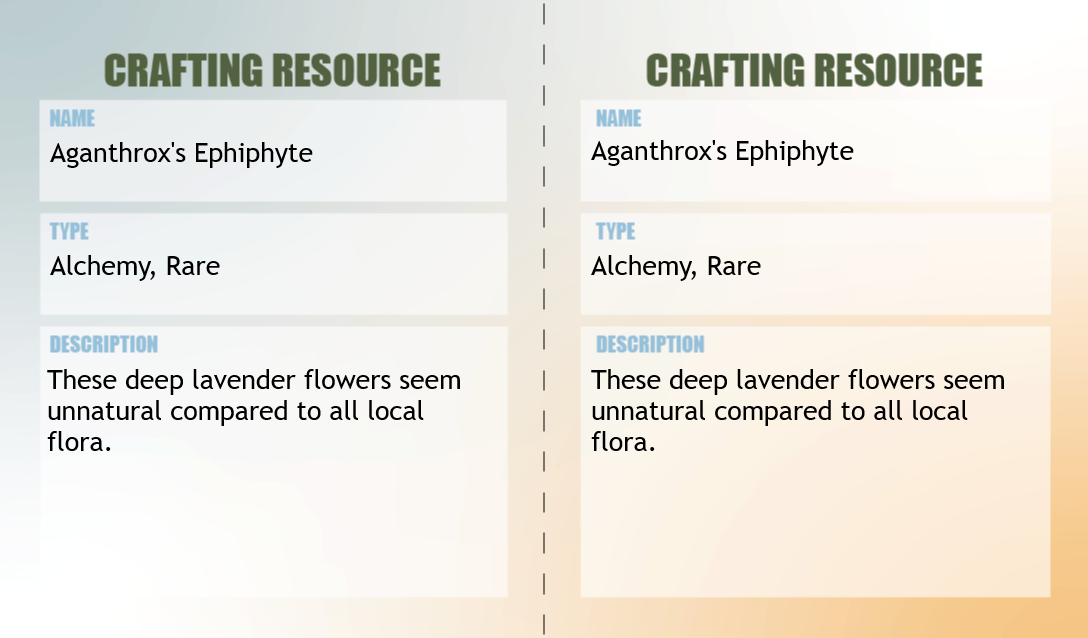 CRAFTING RESOURCE
NAME
Aganthrox's Ephiphyte
TYPE
Alchemy, Rare
DESCRIPTION
These deep lavender flowers seem
unnatural compared to all local
flora.
CRAFTING RESOURCE
NAME
Aganthrox's Ephiphyte
TYPE
Alchemy, Rare
DESCRIPTION
These deep lavender flowers seem
unnatural compared to all local
flora.